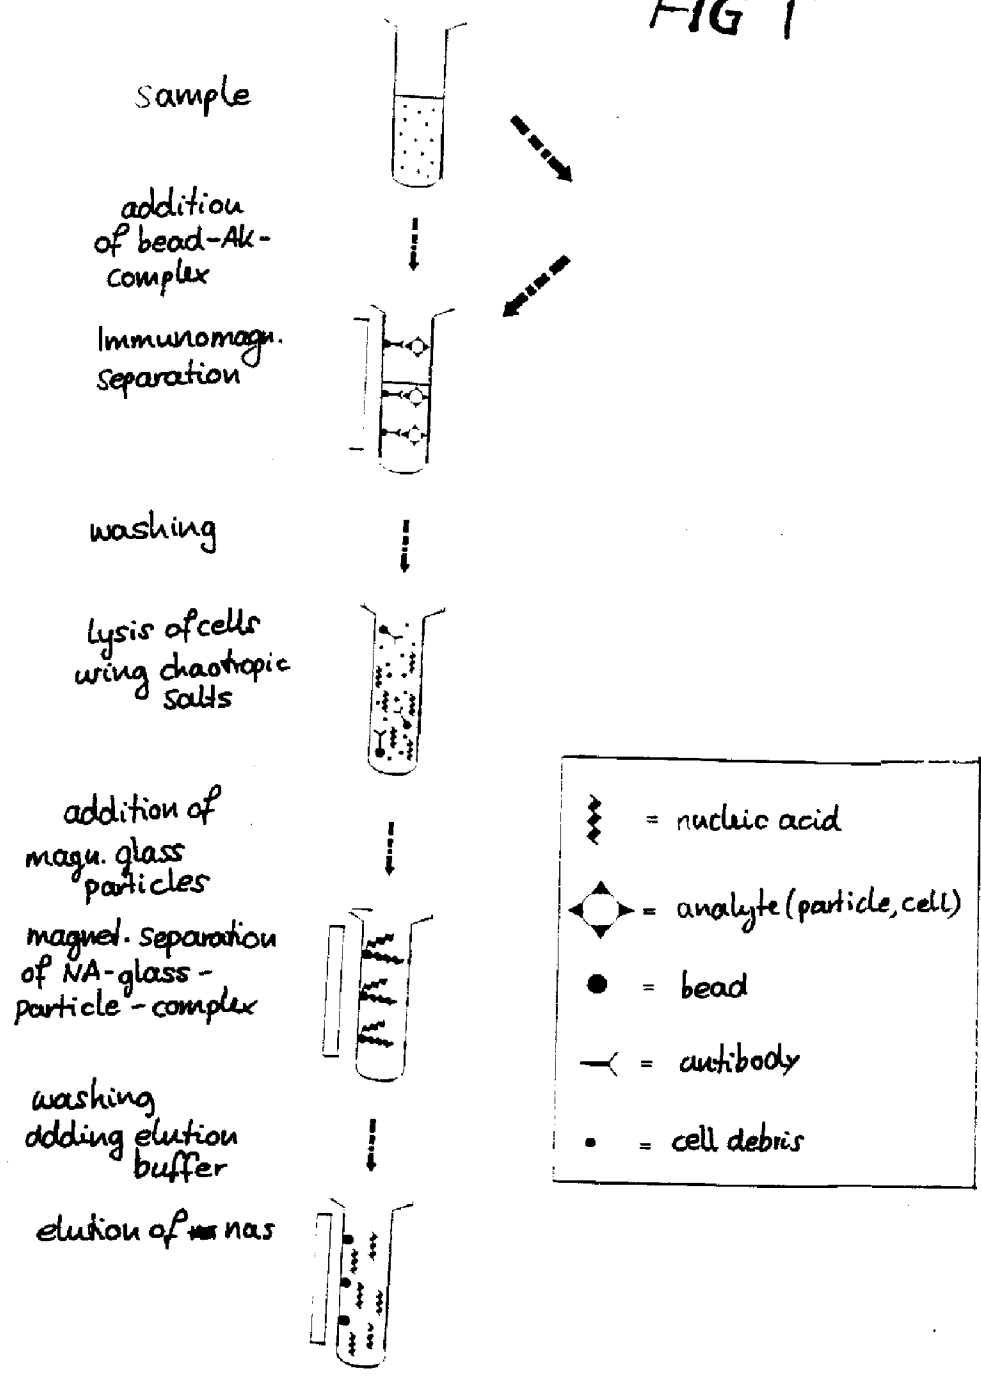 FIG 1
sample
addition
of bead-Ak-
complex
Immunomagn.
separation
washing
lysis of cells
using chaotropic
salts
addition of
magn. glass
particles
magnet. separation
of NA-glass-
particle-complex
washing
adding elution
buffer
elution of nas
= nucleic acid
= analyte (particle, cell)
= bead
= antibody
= cell debris